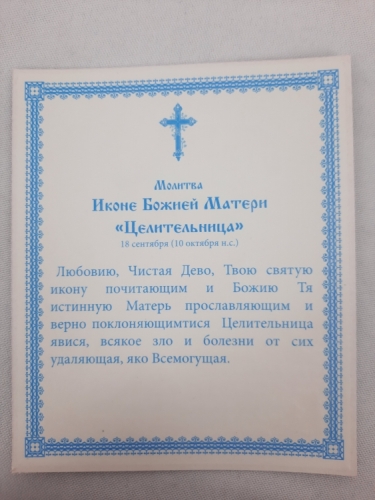 Молитва
Иконе Божией Матери
«Целительница»
18 сентября (10 октября н.с.)
Любовию, Чистая Дево, Твою святую
икону почитающим и Божию Тя
истинную Матерь прославляющим и
верно поклоняющимтися Целительница
явися, всякое зло и болезни от сих
удаляющая, яко Всемогущая.